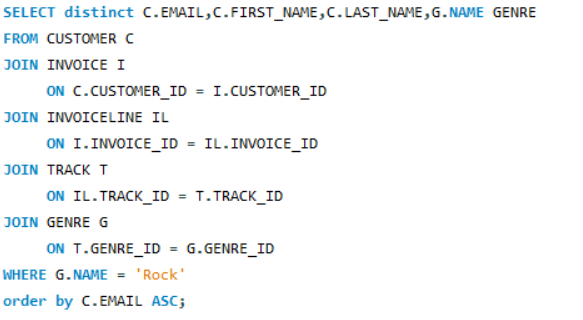 SELECT distinct C.EMAIL,C.FIRST_NAME,C.LAST_NAME,G.NAME GENRE
FROM CUSTOMER C
JOIN INVOICE I
ON C.CUSTOMER_ID = I.CUSTOMER_ID
JOIN INVOICELINE IL
ON I.INVOICE_ID = IL.INVOICE_ID
JOIN TRACK T
ON IL.TRACK_ID = T.TRACK_ID
JOIN GENRE G
ON T.GENRE_ID = G.GENRE_ID
WHERE G.NAME = 'Rock'
order by C.EMAIL ASC;